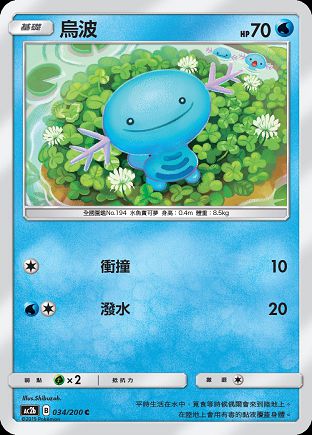 基礎 烏波 HP70
全國圖鑑No.194 水魚寶可夢 身高：0.4m 體重：8.5kg
衝撞 10
潑水 20
弱點 ×2 抵抗力 撤退
Illus.Shibuzoh.
AC2b B 034/200 C
©2019 Pokémon
平時生活在水中，覓食等時候偶爾會來到陸地上。
在陸地上會用有毒的黏液覆蓋身體。